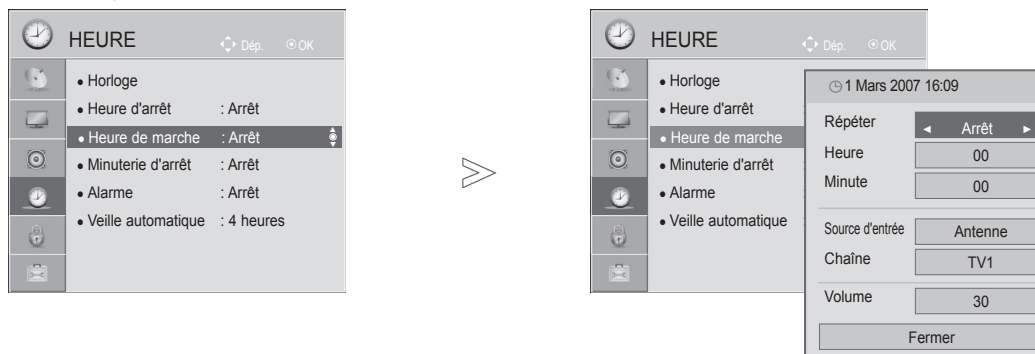 HEURE Dép. OK
• Horloge
• Heure d'arrêt : Arrêt
• Heure de marche : Arrêt
• Minuterie d'arrêt : Arrêt
• Alarme : Arrêt
• Veille automatique : 4 heures
HEURE Dép. OK
• Horloge
• Heure d'arrêt
• Heure de marche
• Minuterie d'arrêt
• Alarme
• Veille automatique
1 Mars 2007 16:09
Répéter ◄ Arrêt ►
Heure 00
Minute 00
Source d'entrée Antenne
Chaîne TV1
Volume 30
Fermer